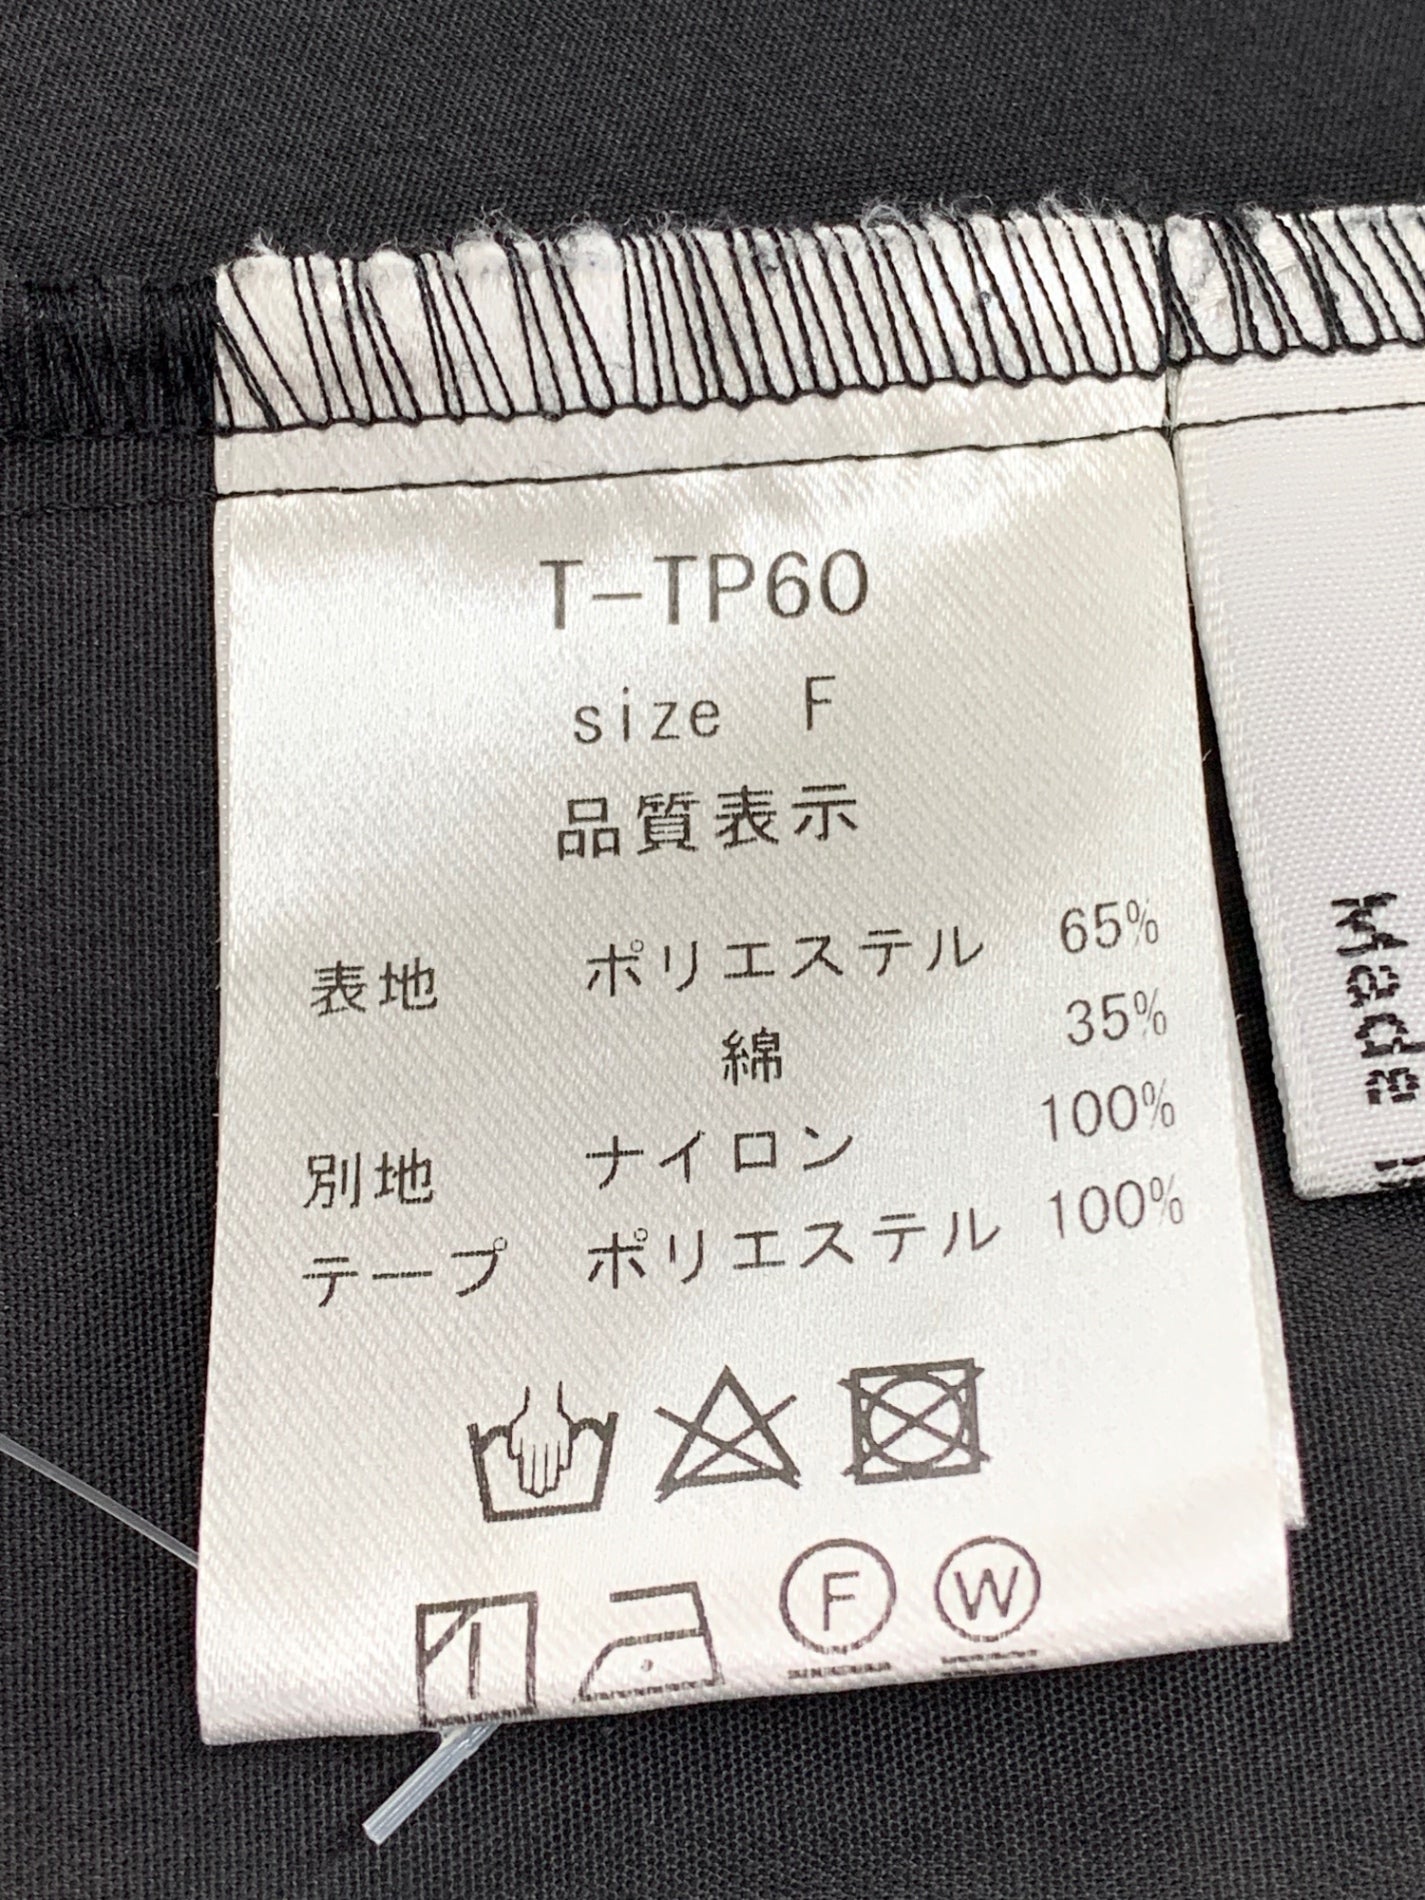 T-TP60
size F
品質表示
表地 ポリエステル 65%
綿 35%
別地 ナイロン 100%
テープ ポリエステル 100%
F W
Made